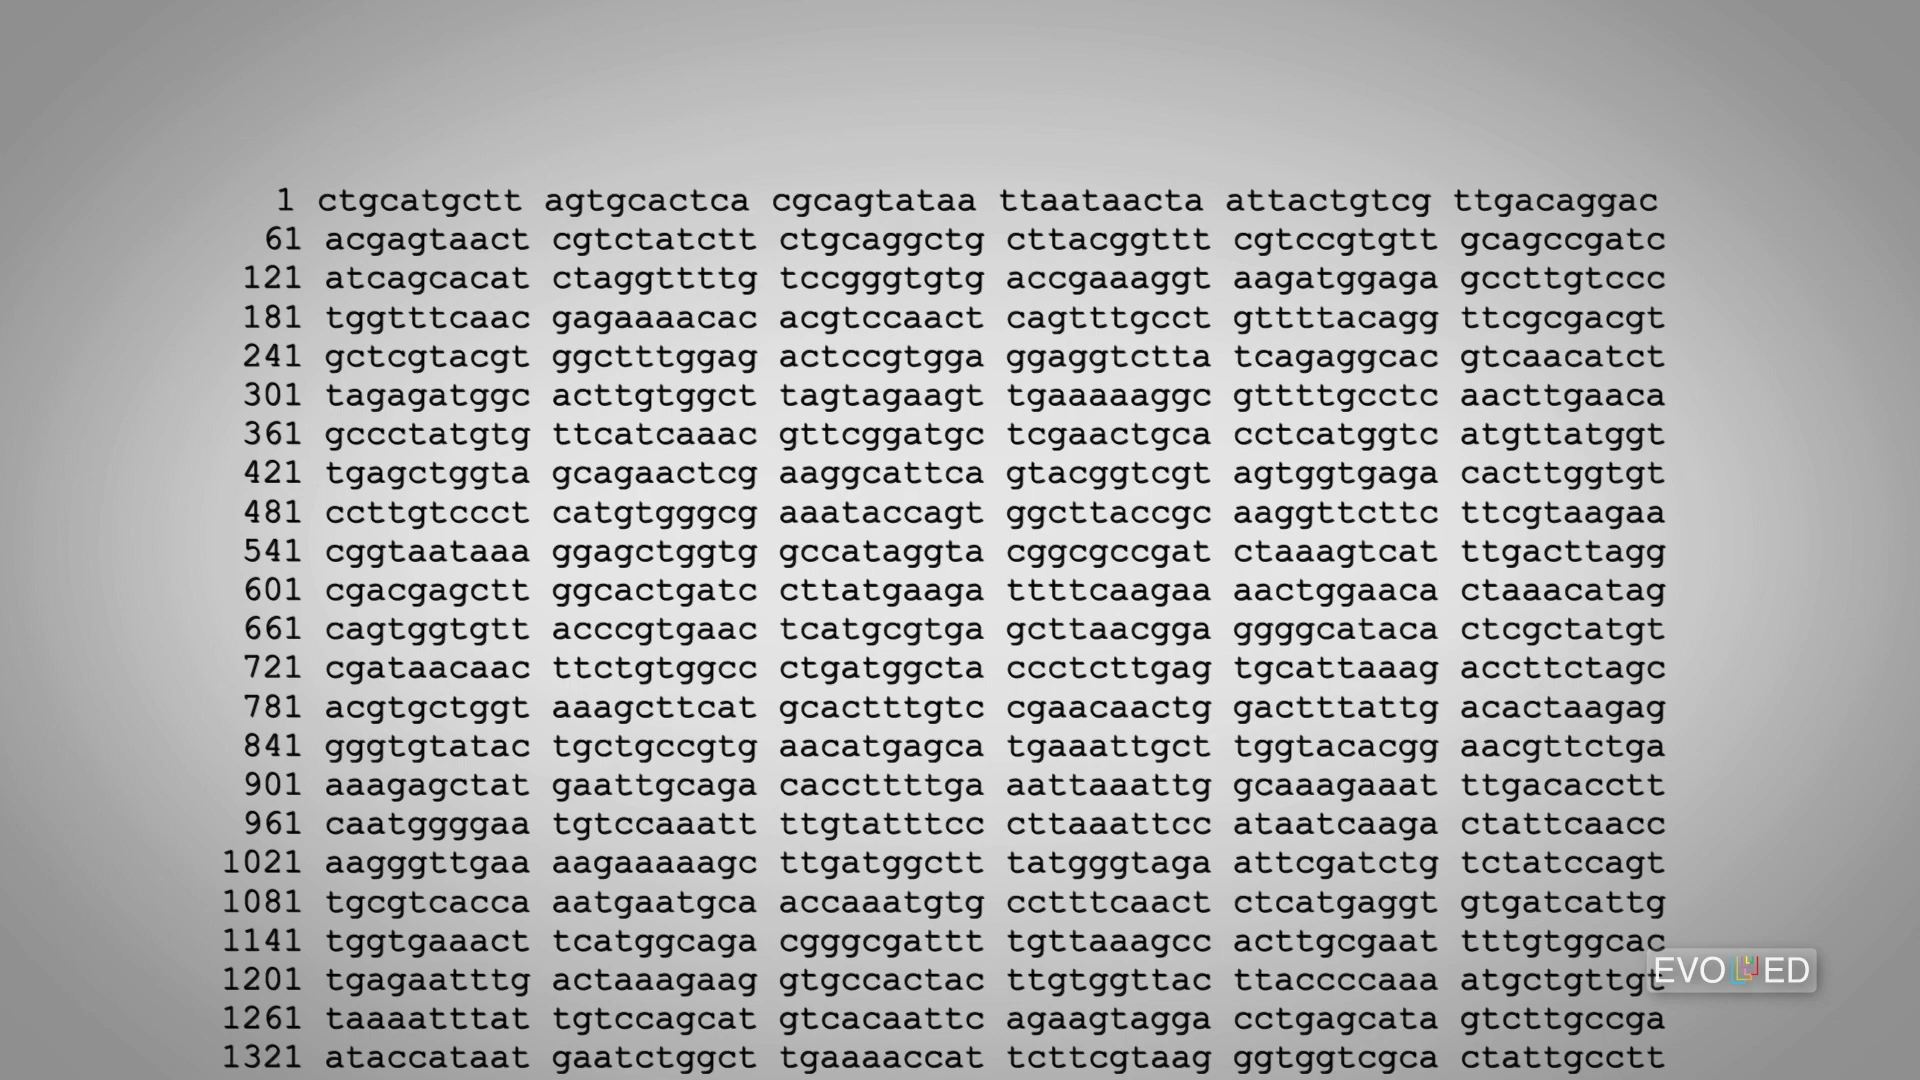 1 ctgcatgctt agtgcactca cgcagtataa ttaataacta attactgtcg ttgacaggac
61 acgagtaact cgtctatctt ctgcaggctg cttacggttt cgtccgtgtt gcagccgatc
121 atcagcacat ctaggttttg tccgggtgtg accgaaaggt aagatggaga gccttgtccc
181 tggtttcaac gagaaaacac acgtccaact cagtttgcct gttttacagg ttcgcgacgt
241 gctcgtacgt ggctttggag actccgtgga ggaggtctta tcagaggcac gtcaacatct
301 tagagatggc acttgtggct tagtagaagt tgaaaaaggc gttttgcctc aacttgaaca
361 gccctatgtg ttcatcaaac gttcggatgc tcgaactgca cctcatggtc atgttatggt
421 tgagctggta gcagaactcg aaggcattca gtacggtcgt agtggtgaga cacttggtgt
481 ccttgtccct catgtgggcg aaataccagt ggcttaccgc aaggttcttc ttcgtaagaa
541 cggtaataaa ggagctggtg gccataggta cggcgccgat ctaaagtcat ttgacttagg
601 cgacgagctt ggcactgatc cttatgaaga ttttcaagaa aactggaaca ctaaacatag
661 cagtggtgtt acccgtgaac tcatgcgtga gcttaacgga ggggcataca ctcgctatgt
721 cgataacaac ttctgtggcc ctgatggcta ccctcttgag tgcattaaag accttctagc
781 acgtgctggt aaagcttcat gcactttgtc cgaacaactg gactttattg acactaagag
841 gggtgtatac tgctgccgtg aacatgagca tgaaattgct tggtacacgg aacgttctga
901 aaagagctat gaattgcaga caccttttga aattaaattg gcaaagaaat ttgacacctt
961 caatggggaa tgtccaaatt ttgtatttcc cttaaattcc ataatcaaga ctattcaacc
1021 aagggttgaa aagaaaaagc ttgatggctt tatgggtaga attcgatctg tctatccagt
1081 tgcgtcacca aatgaatgca accaaatgtg cctttcaact ctcatgaggt gtgatcattg
1141 tggtgaaact tcatggcaga cgggcgattt tgttaaagcc acttgcgaat tttgtggcac
1201 tgagaatttg actaaagaag gtgccactac ttgtggttac ttaccccaaa atgctgttgt
1261 taaaatttat tgtccagcat gtcacaattc agaagtagga cctgagcata gtcttgccga
1321 ataccataat gaatctggct tgaaaaccat tcttcgtaag ggtggtcgca ctattgcctt
EVO ED